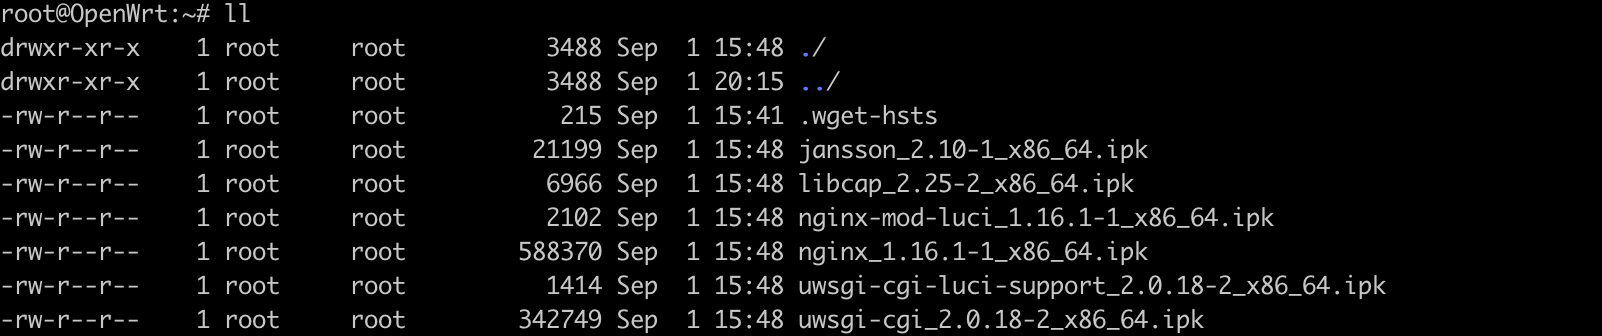 root@OpenWrt:~# ll
drwxr-xr-x    1 root     root          3488 Sep  1 15:48 ./
drwxr-xr-x    1 root     root          3488 Sep  1 20:15 ../
-rw-r--r--    1 root     root           215 Sep  1 15:41 .wget-hsts
-rw-r--r--    1 root     root         21199 Sep  1 15:48 jansson_2.10-1_x86_64.ipk
-rw-r--r--    1 root     root          6966 Sep  1 15:48 libcap_2.25-2_x86_64.ipk
-rw-r--r--    1 root     root          2102 Sep  1 15:48 nginx-mod-luci_1.16.1-1_x86_64.ipk
-rw-r--r--    1 root     root        588370 Sep  1 15:48 nginx_1.16.1-1_x86_64.ipk
-rw-r--r--    1 root     root          1414 Sep  1 15:48 uwsgi-cgi-luci-support_2.0.18-2_x86_64.ipk
-rw-r--r--    1 root     root        342749 Sep  1 15:48 uwsgi-cgi_2.0.18-2_x86_64.ipk